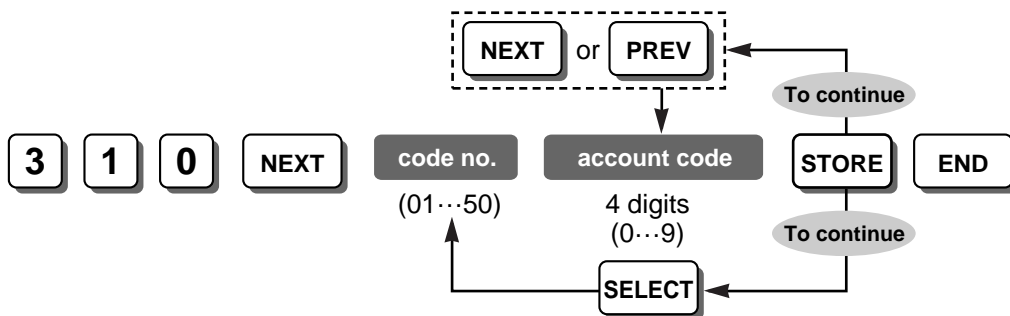 NEXT or PREV
To continue
3 1 0 NEXT code no. account code STORE END
(01···50) 4 digits
(0···9)
To continue
SELECT